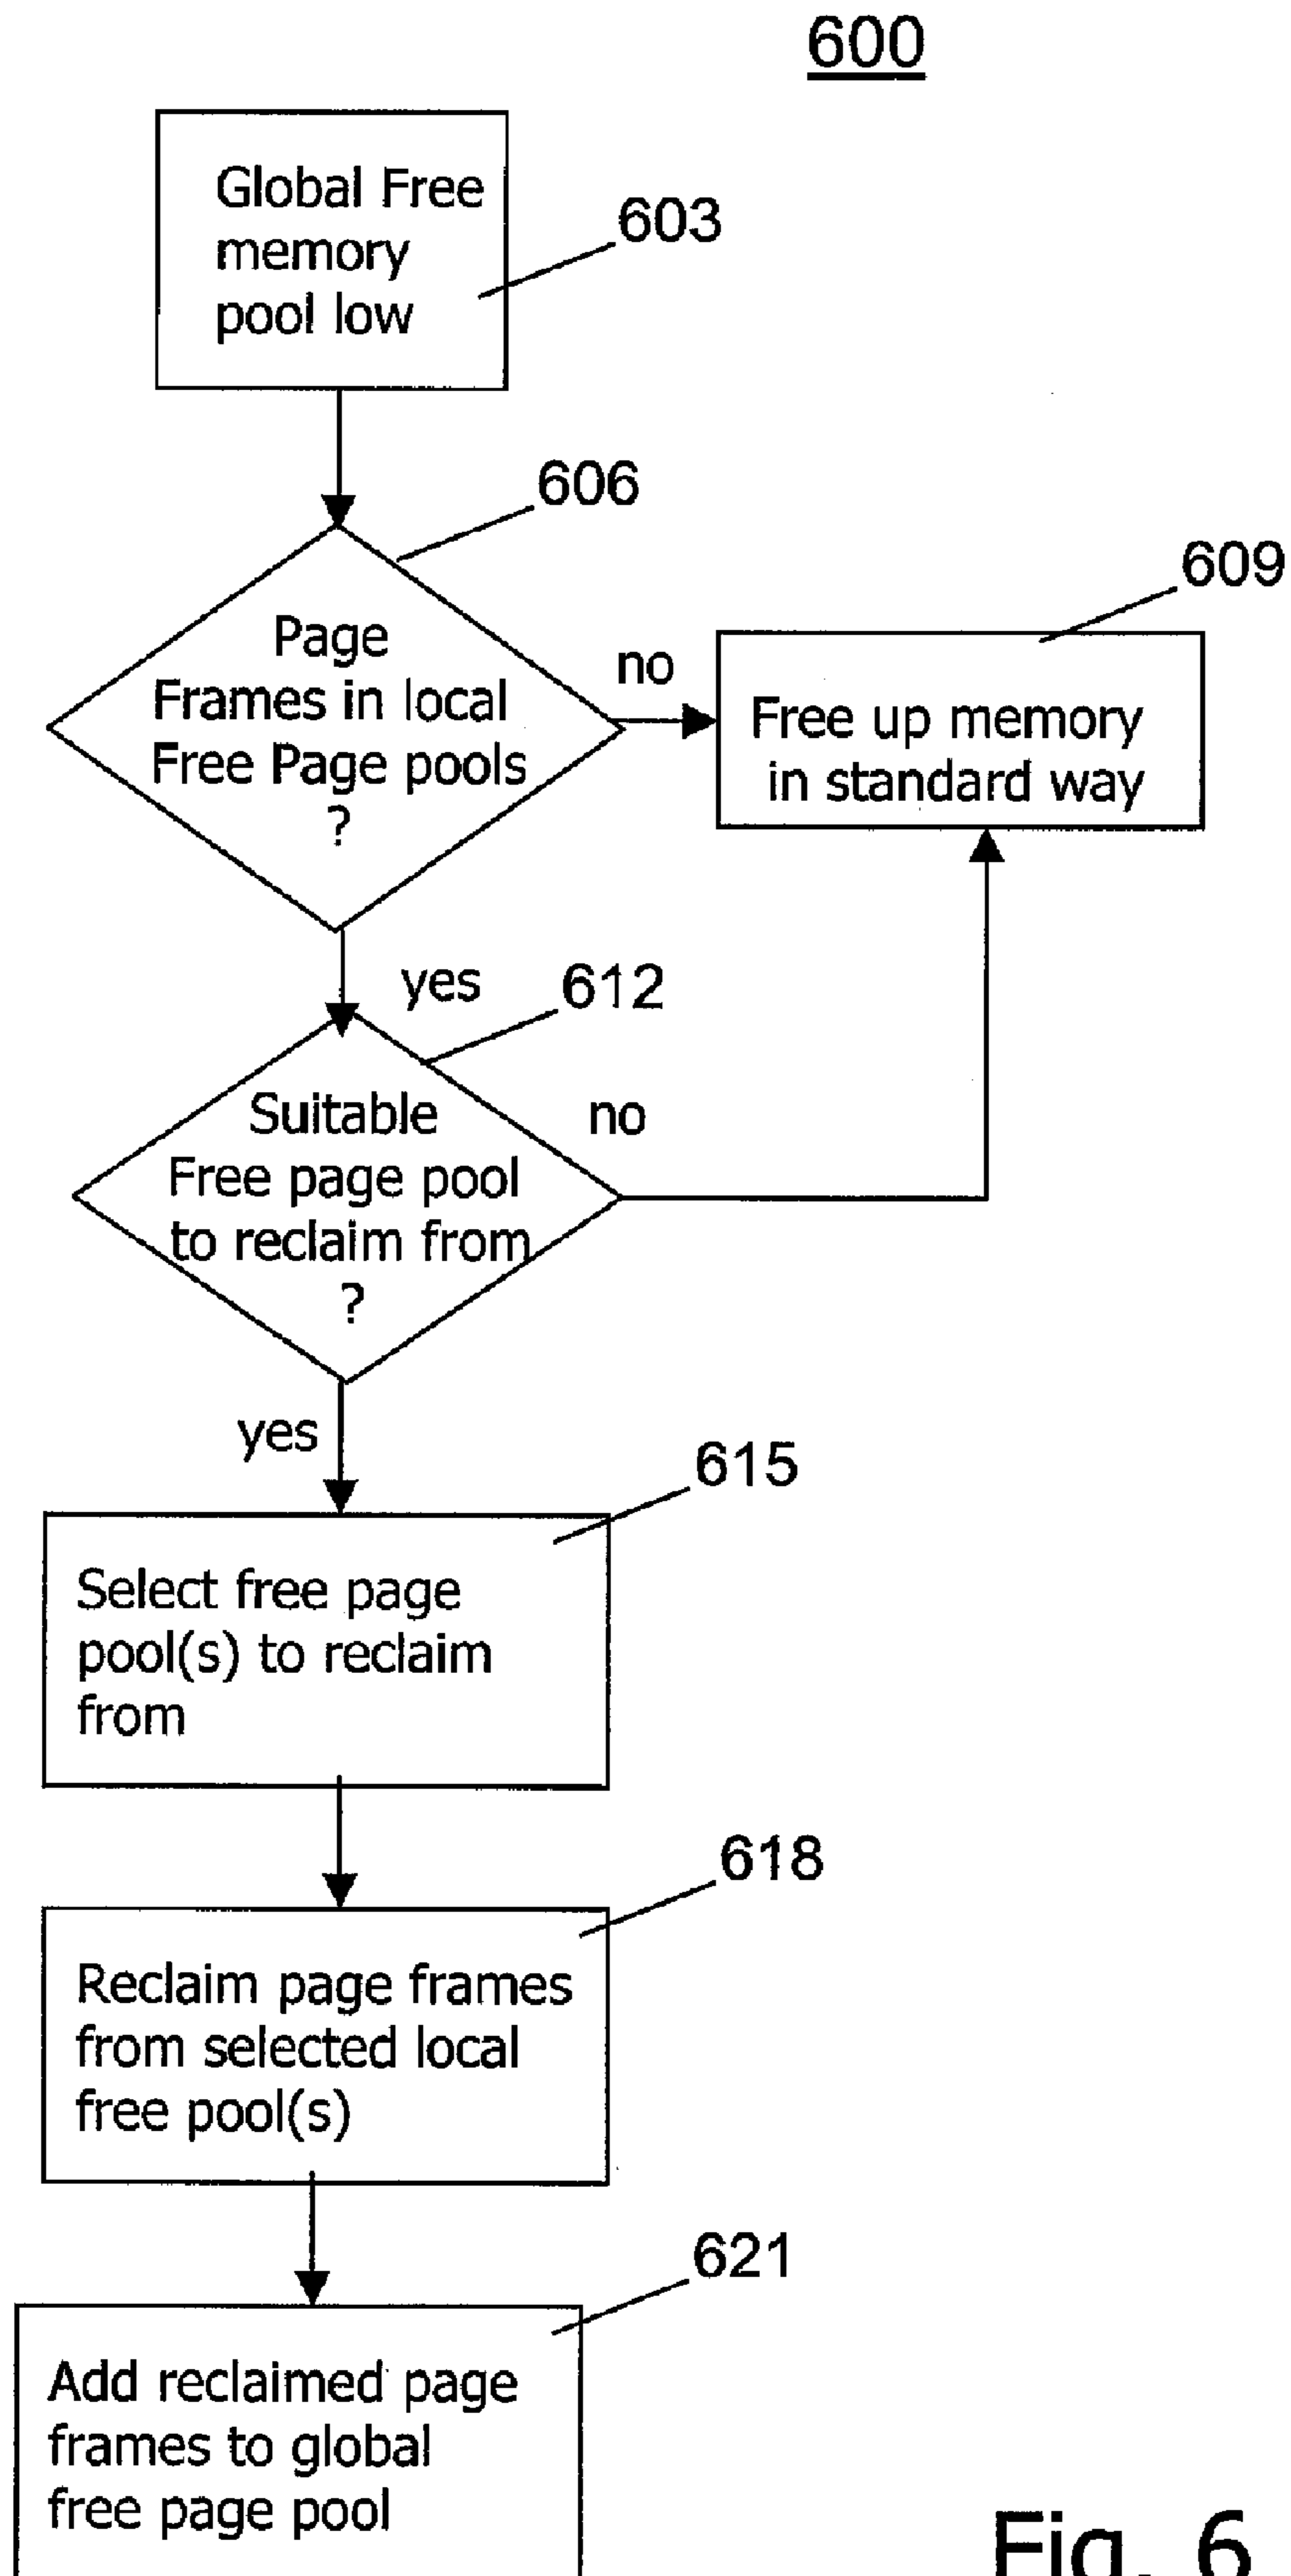 600
Global Free
memory
pool low
603
606
Page
Frames in local
Free Page pools
?
no
609
Free up memory
in standard way
yes
612
Suitable
Free page pool
to reclaim from
?
no
yes
615
Select free page
pool(s) to reclaim
from
618
Reclaim page frames
from selected local
free pool(s)
621
Add reclaimed page
frames to global
free page pool
Fig. 6